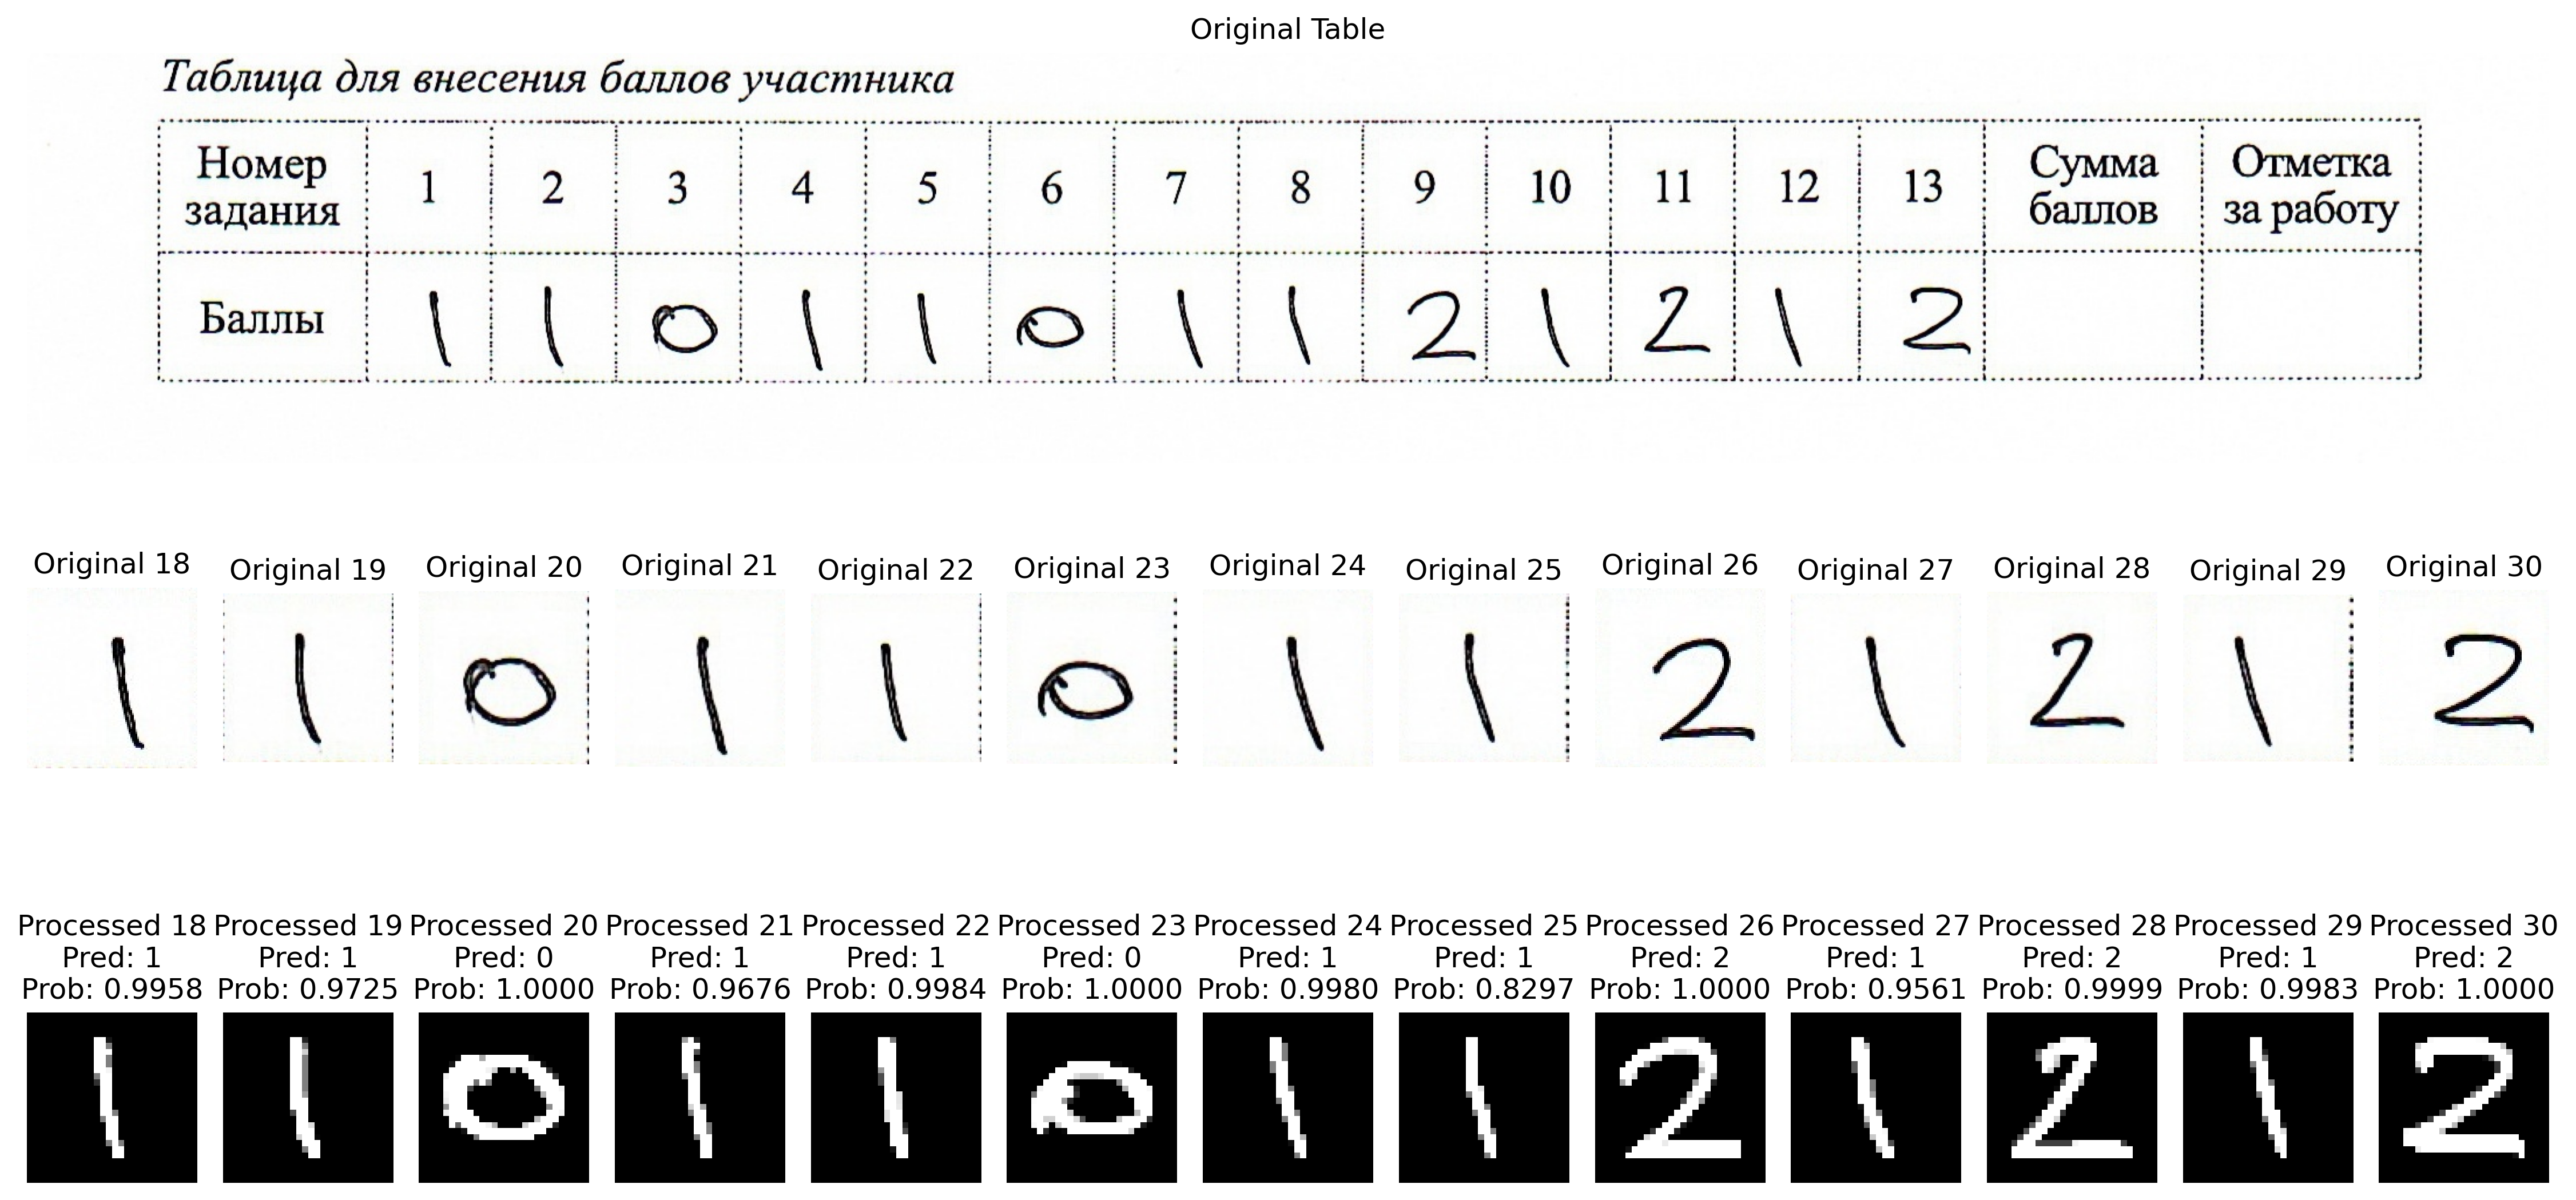 Original Table
Таблица для внесения баллов участника
Номер задания 1 2 3 4 5 6 7 8 9 10 11 12 13 Сумма баллов Отметка за работу
Баллы 1 1 0 1 1 0 1 1 2 1 2 1 2
Original 18 Original 19 Original 20 Original 21 Original 22 Original 23 Original 24 Original 25 Original 26 Original 27 Original 28 Original 29 Original 30
1 1 0 1 1 0 1 1 2 1 2 1 2
Processed 18 Processed 19 Processed 20 Processed 21 Processed 22 Processed 23 Processed 24 Processed 25 Processed 26 Processed 27 Processed 28 Processed 29 Processed 30
Pred: 1 Pred: 1 Pred: 0 Pred: 1 Pred: 1 Pred: 0 Pred: 1 Pred: 1 Pred: 2 Pred: 1 Pred: 2 Pred: 1 Pred: 2
Prob: 0.9958 Prob: 0.9725 Prob: 1.0000 Prob: 0.9676 Prob: 0.9984 Prob: 1.0000 Prob: 0.9980 Prob: 0.8297 Prob: 1.0000 Prob: 0.9561 Prob: 0.9999 Prob: 0.9983 Prob: 1.0000
1 1 0 1 1 0 1 1 2 1 2 1 2